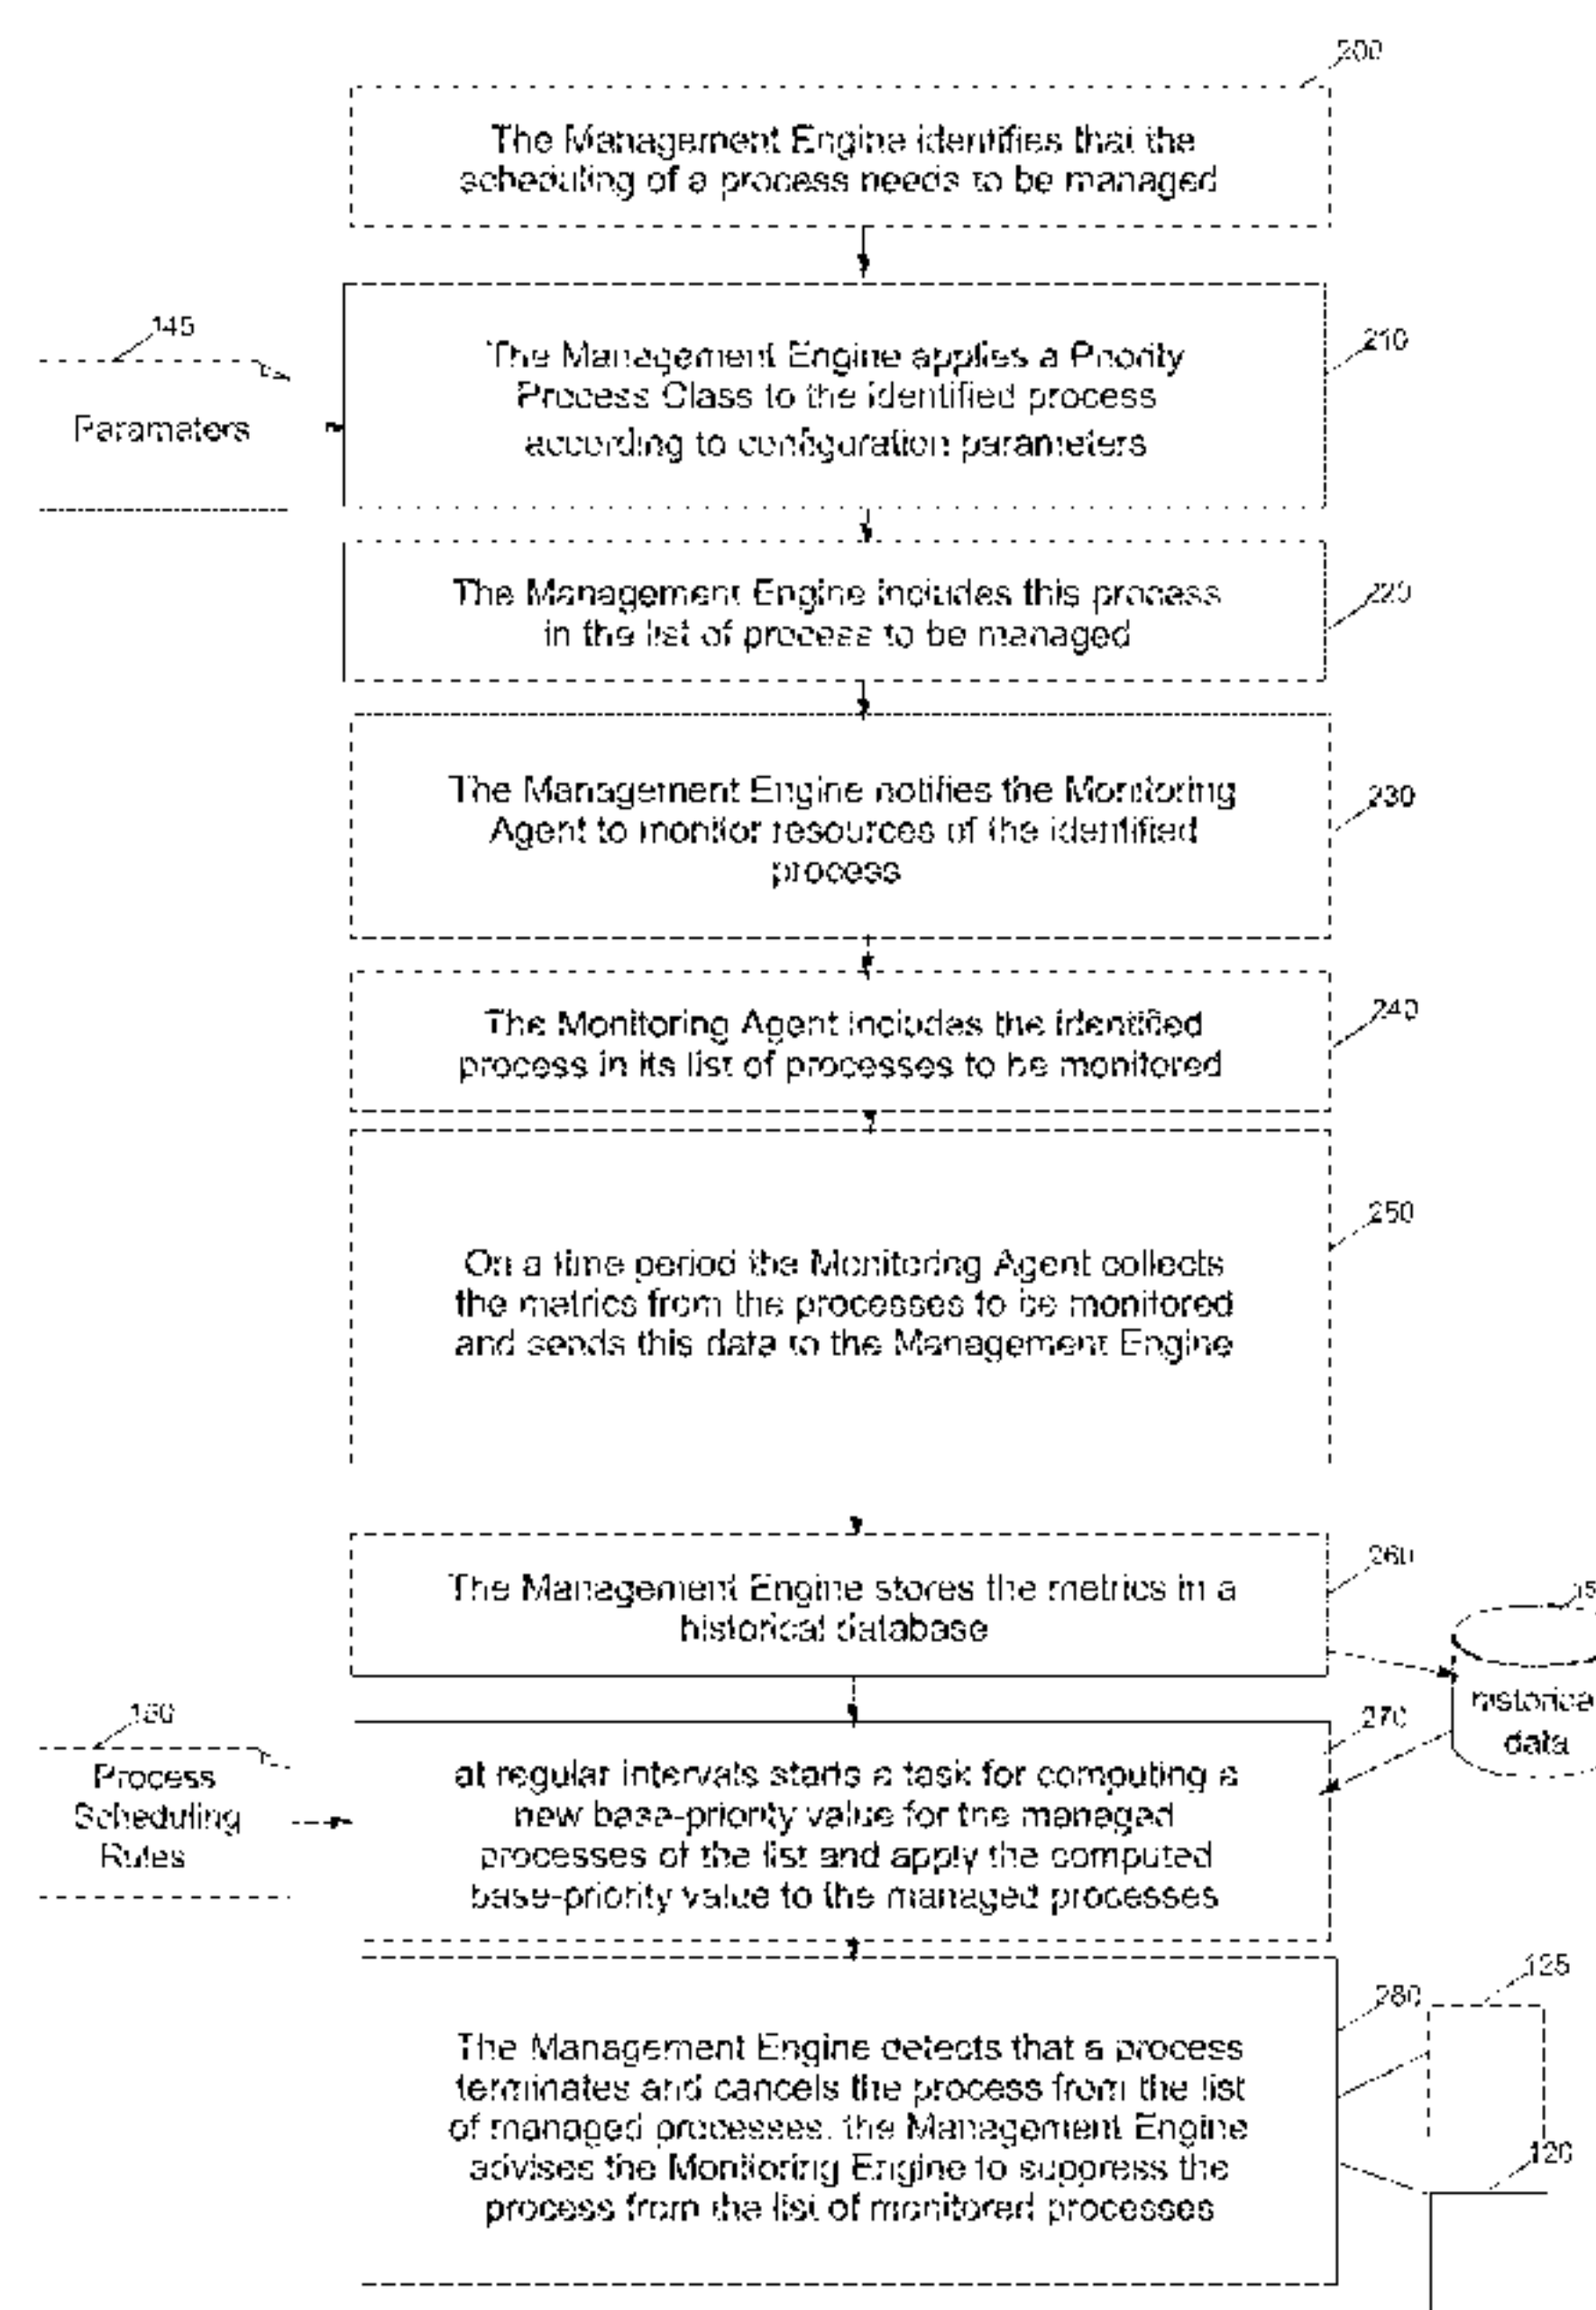 200
The Management Engine identifies that the
scheduling of a process needs to be managed
145
Paramaters
210
The Management Engine applies a Priority
Process Class to the identified process
according to configuration parameters
220
The Management Engine includes this process
in the list of process to be managed
230
The Management Engine notifies the Monitoring
Agent to monitor resources of the identified
process
240
The Monitoring Agent includes the identified
process in its list of processes to be monitored
250
On a time period the Monitoring Agent collects
the metrics from the processes to be monitored
and sends this data to the Management Engine
260
The Management Engine stores the metrics in a
historical database
data
Process
Scheduling
Rules
270
at regular intervals starts a task for computing a
new base-priority value for the managed
processes of the list and apply the computed
base-priority value to the managed processes
280
The Management Engine detects that a process
terminates and cancels the process from the list
of managed processes. the Management Engine
advises the Monitoring Engine to suppress the
process from the list of monitored processes
125
120